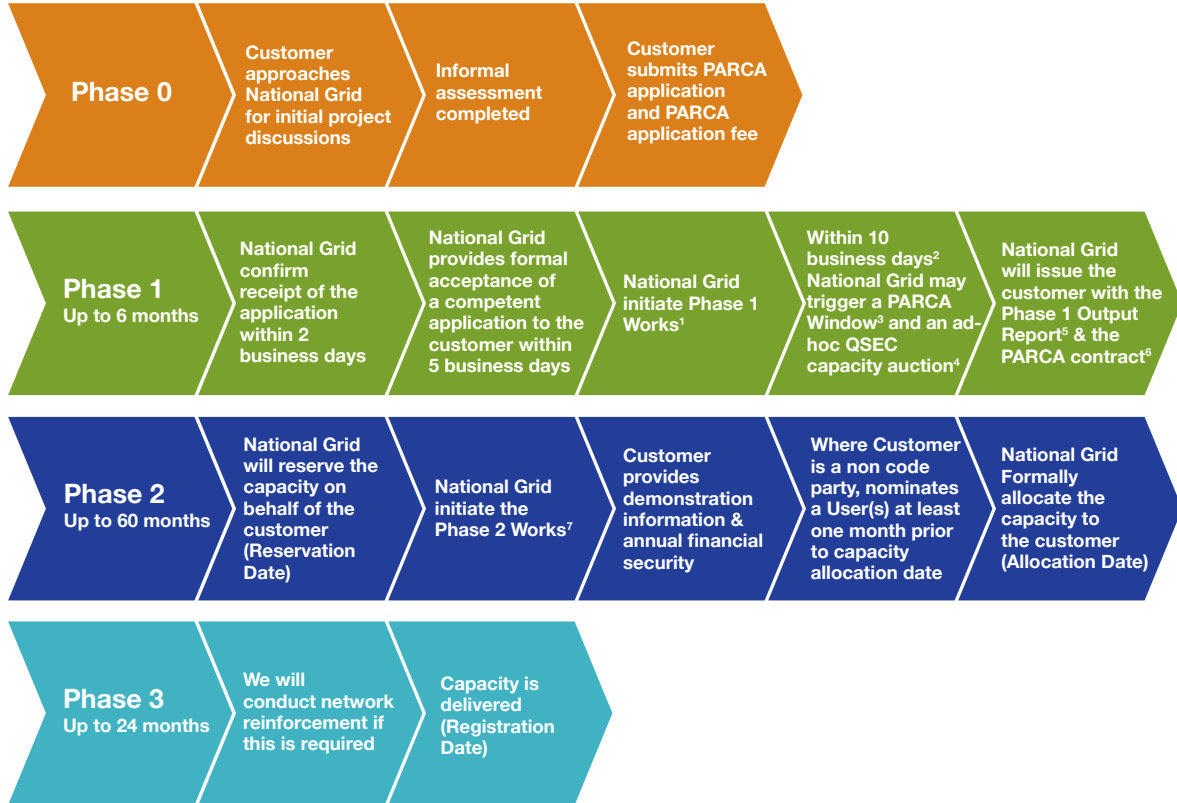 Phase 0
Customer
approaches
National Grid
for initial project
discussions
Informal
assessment
completed
Customer
submits PARCA
application
and PARCA
application fee
Phase 1
Up to 6 months
National Grid
confirm
receipt of the
application
within 2
business days
National Grid
provides formal
acceptance of
a competent
application to the
customer within
5 business days
National Grid
initiate Phase 1
Works¹
Within 10
business days²
National Grid may
trigger a PARCA
Window³ and an ad-
hoc QSEC
capacity auction⁴
National Grid
will issue the
customer with the
Phase 1 Output
Report⁵ & the
PARCA contract⁶
Phase 2
Up to 60 months
National Grid
will reserve the
capacity on
behalf of the
customer
(Reservation
Date)
National Grid
initiate the
Phase 2 Works⁷
Customer
provides
demonstration
information &
annual financial
security
Where Customer
is a non code
party, nominates
a User(s) at least
one month prior
to capacity
allocation date
National Grid
Formally
allocate the
capacity to
the customer
(Allocation Date)
Phase 3
Up to 24 months
We will
conduct network
reinforcement if
this is required
Capacity is
delivered
(Registration
Date)